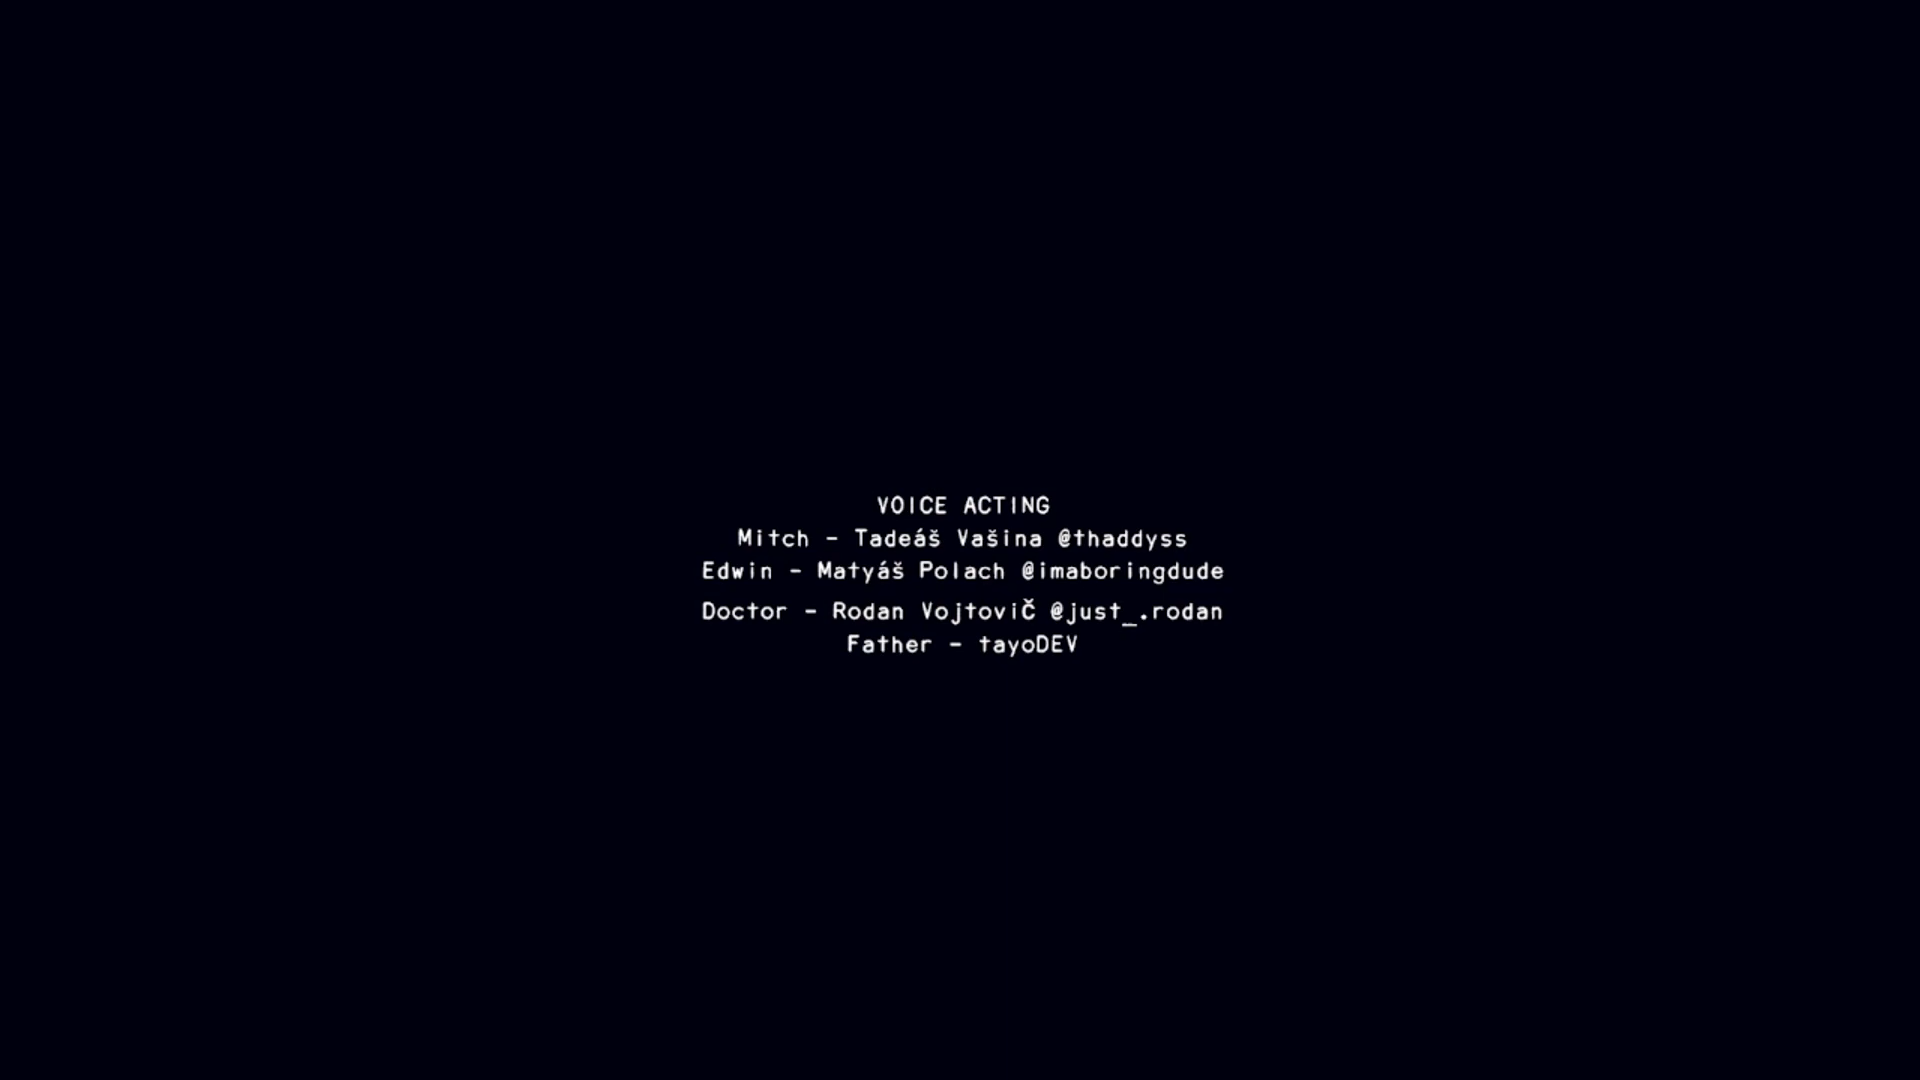 VOICE ACTING
Mitch - Tadeáš Vašina @thaddyss
Edwin - Matyáš Polach @imaboringdude
Doctor - Rodan VojtoviČ @just_.rodan
Father - tayoDEV